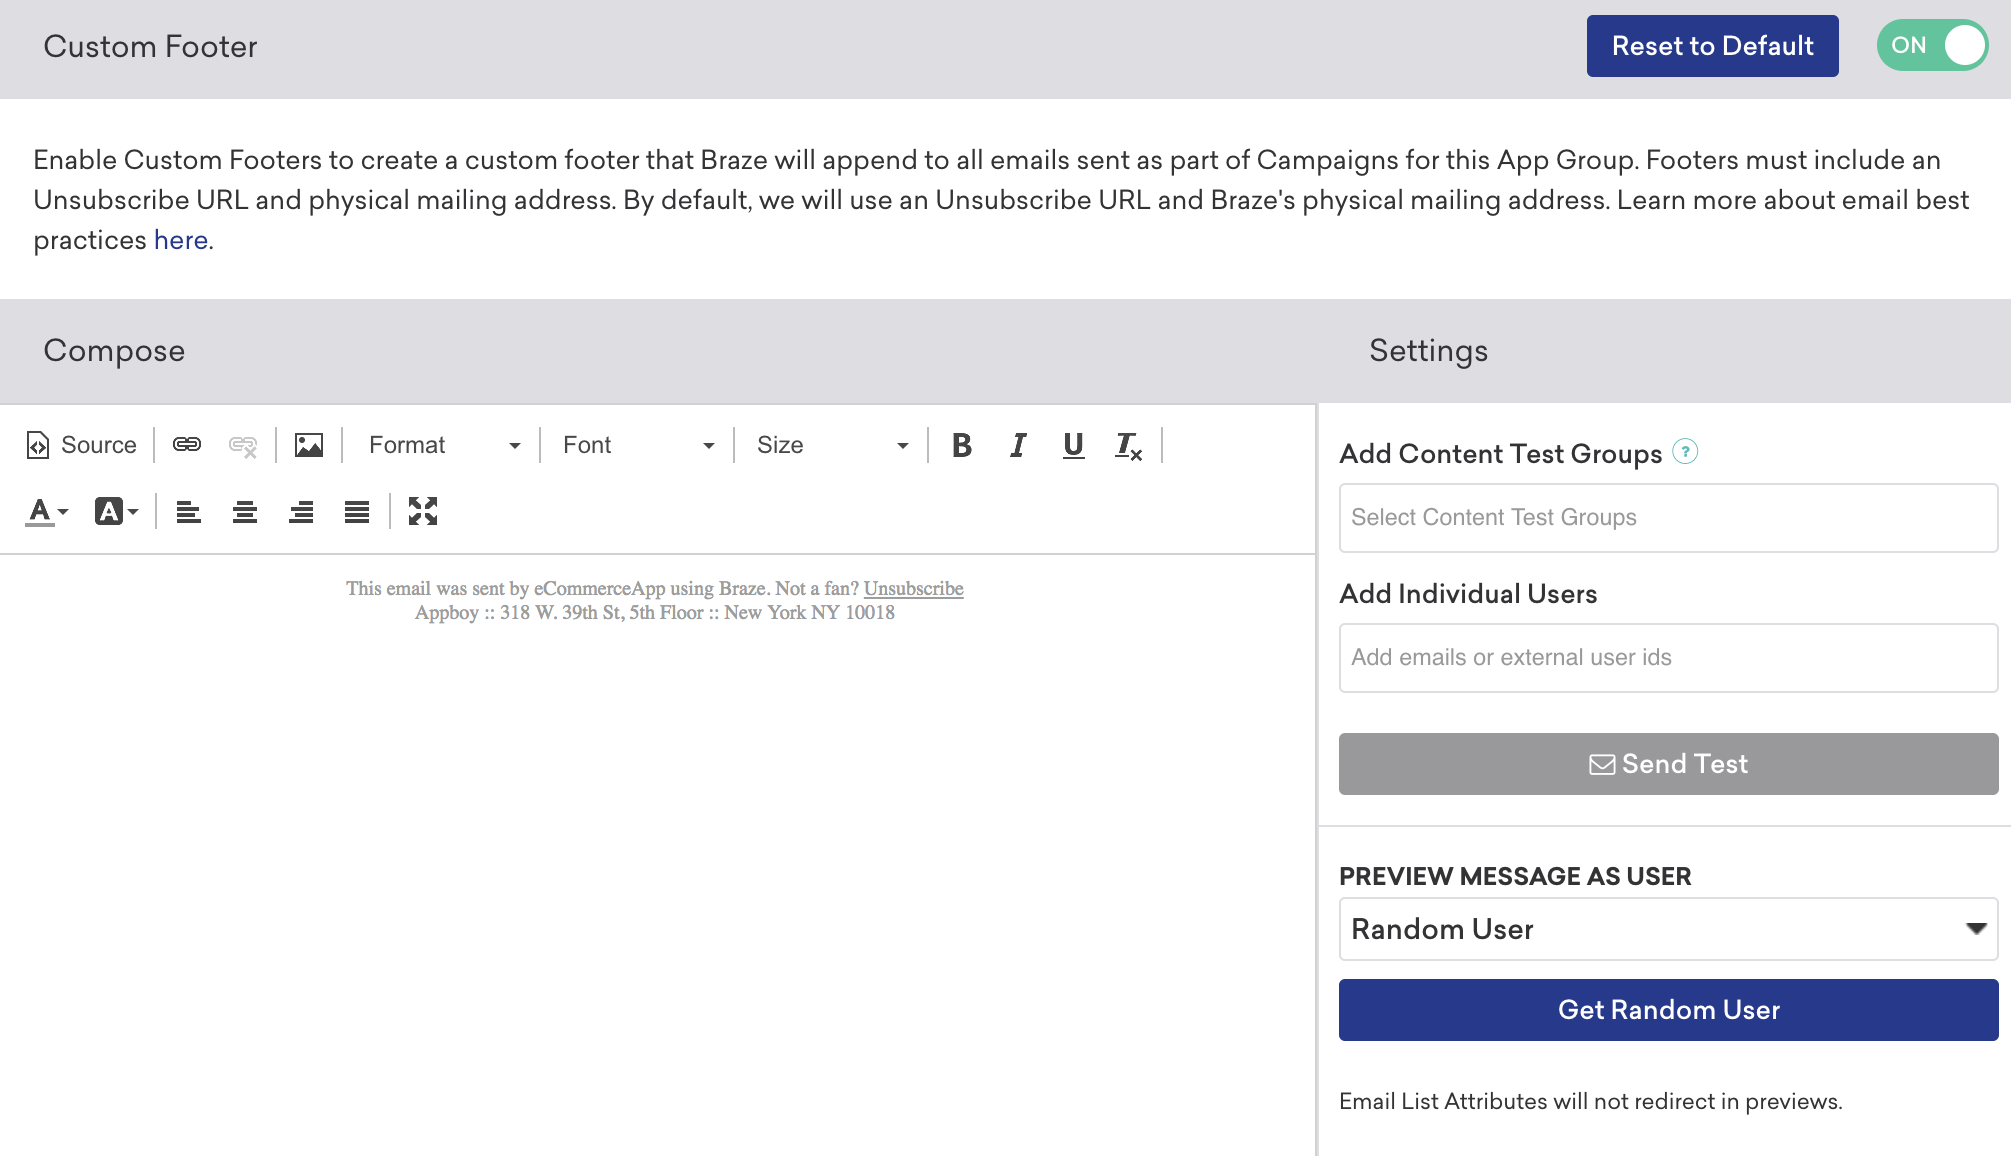 Custom Footer
Reset to Default
ON
Enable Custom Footers to create a custom footer that Braze will append to all emails sent as part of Campaigns for this App Group. Footers must include an
Unsubscribe URL and physical mailing address. By default, we will use an Unsubscribe URL and Braze's physical mailing address. Learn more about email best
practices here.
Compose
Settings
Source
Format
Font
Size
B
I
U
Tx
A
A
This email was sent by eCommerceApp using Braze. Not a fan? Unsubscribe
Appboy :: 318 W. 39th St, 5th Floor :: New York NY 10018
Add Content Test Groups ?
Select Content Test Groups
Add Individual Users
Add emails or external user ids
Send Test
PREVIEW MESSAGE AS USER
Random User
Get Random User
Email List Attributes will not redirect in previews.